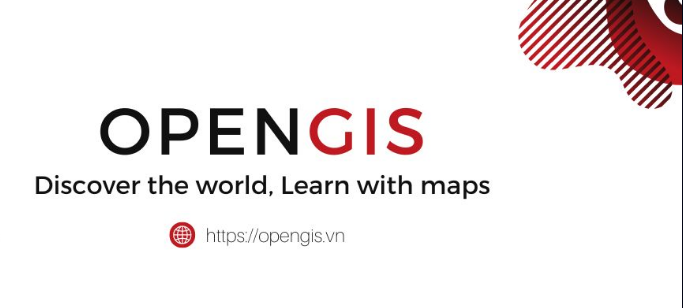 OPENGIS
Discover the world, Learn with maps
https://opengis.vn